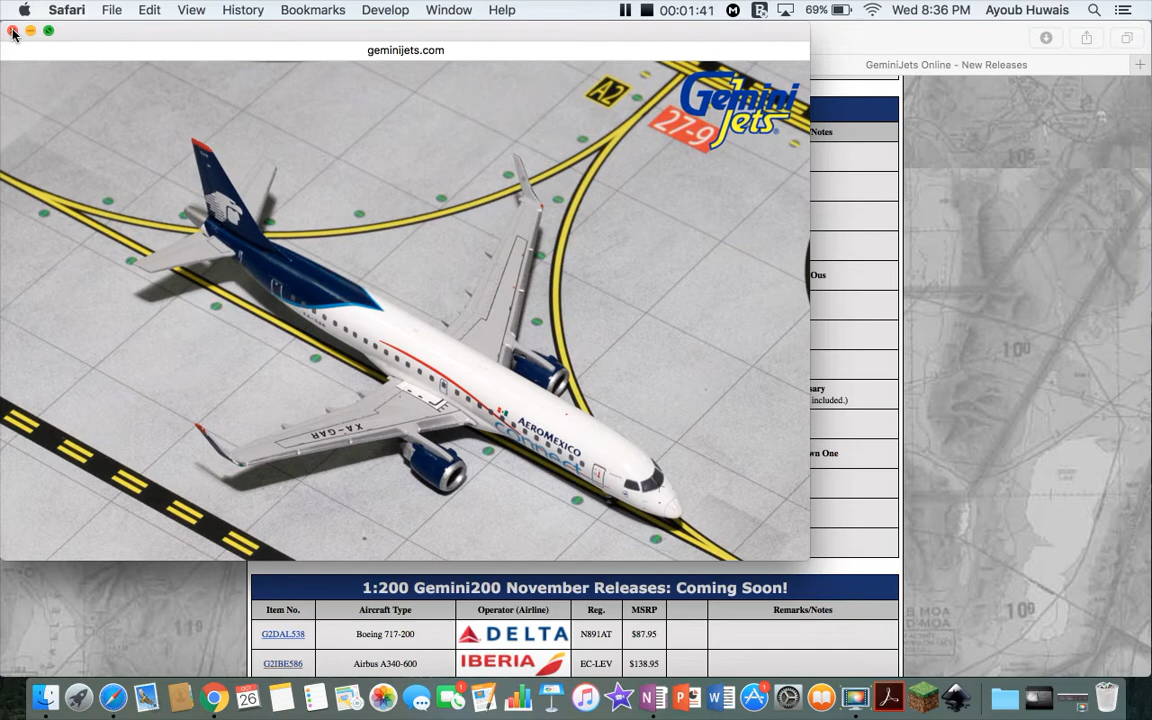 Safari File Edit View History Bookmarks Develop Window Help 00:01:41 69% Wed 8:36 PM Ayoub Huwais
geminijets.com
GeminiJets Online - New Releases
A2
27-9
Gemini
Jets
/Notes
Ous
sary
included.)
wn One
XA-GAR
AEROMEXICO
connect
1:200 Gemini200 November Releases: Coming Soon!
Item No. Aircraft Type Operator (Airline) Reg. MSRP Remarks/Notes
G2DAL538 Boeing 717-200 DELTA N891AT $87.95
G2IBE586 Airbus A340-600 IBERIA EC-LEV $138.95
OCT
26